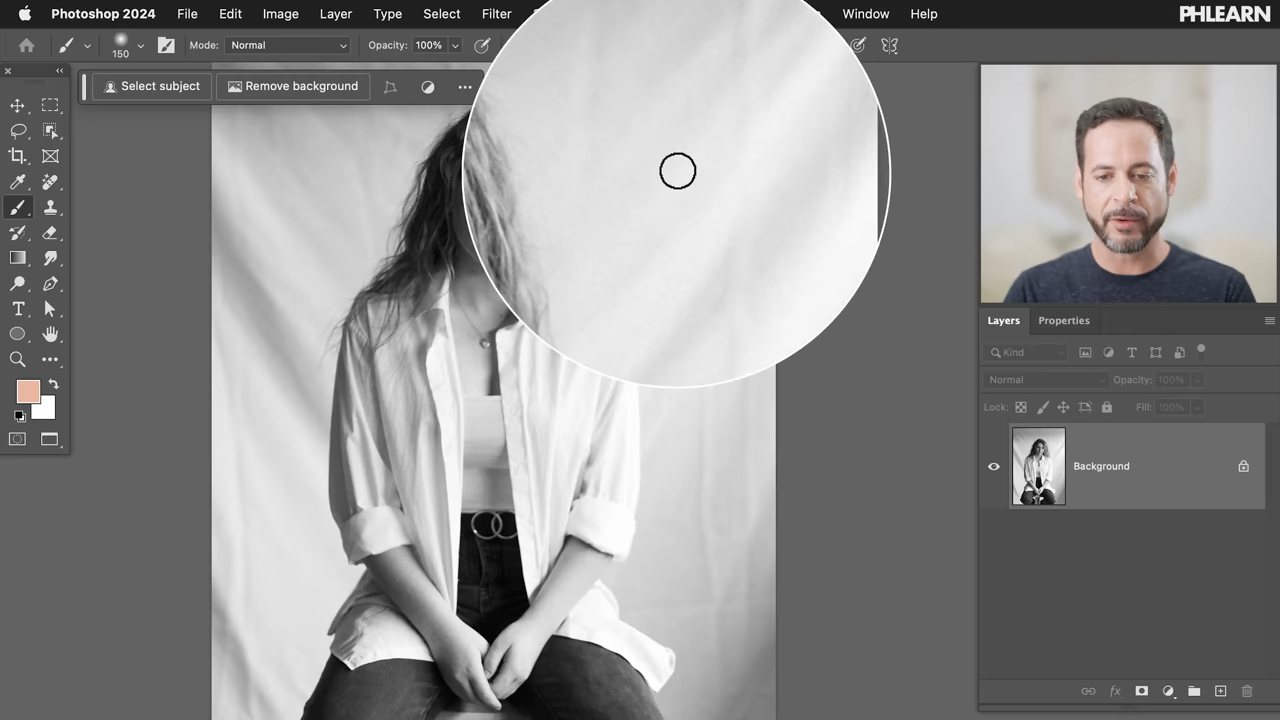 Photoshop 2024 File Edit Image Layer Type Select Filter Window Help PHLEARN
150 Mode: Normal Opacity: 100%
Select subject Remove background
Layers Properties
Kind
Normal Opacity: 100%
Lock: Fill: 100%
Background
fx